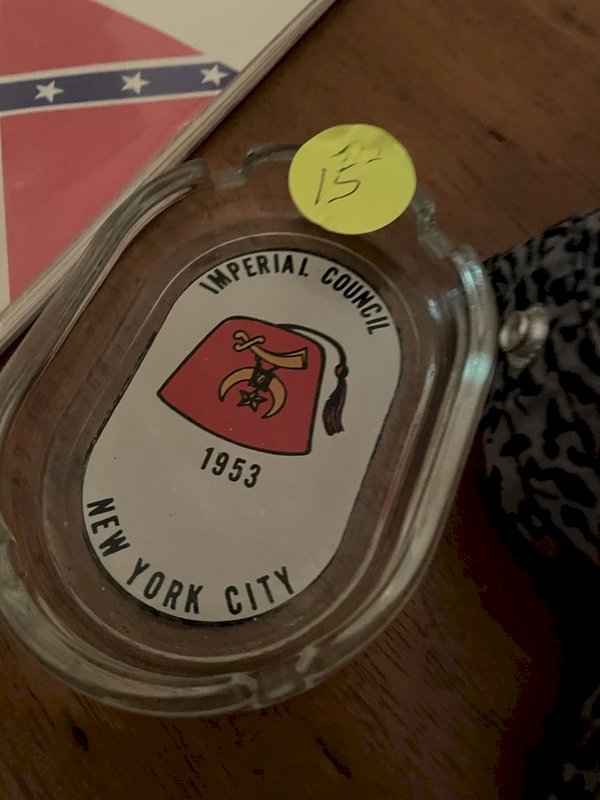 15
IMPERIAL COUNCIL
1953
NEW YORK CITY